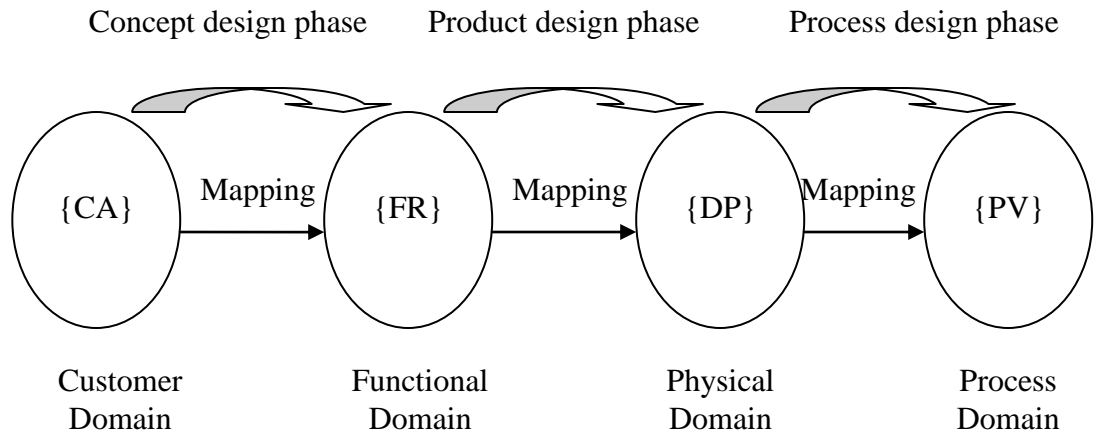 Concept design phase Product design phase Process design phase
Mapping Mapping Mapping
{CA} {FR} {DP} {PV}
Customer Functional Physical Process
Domain Domain Domain Domain